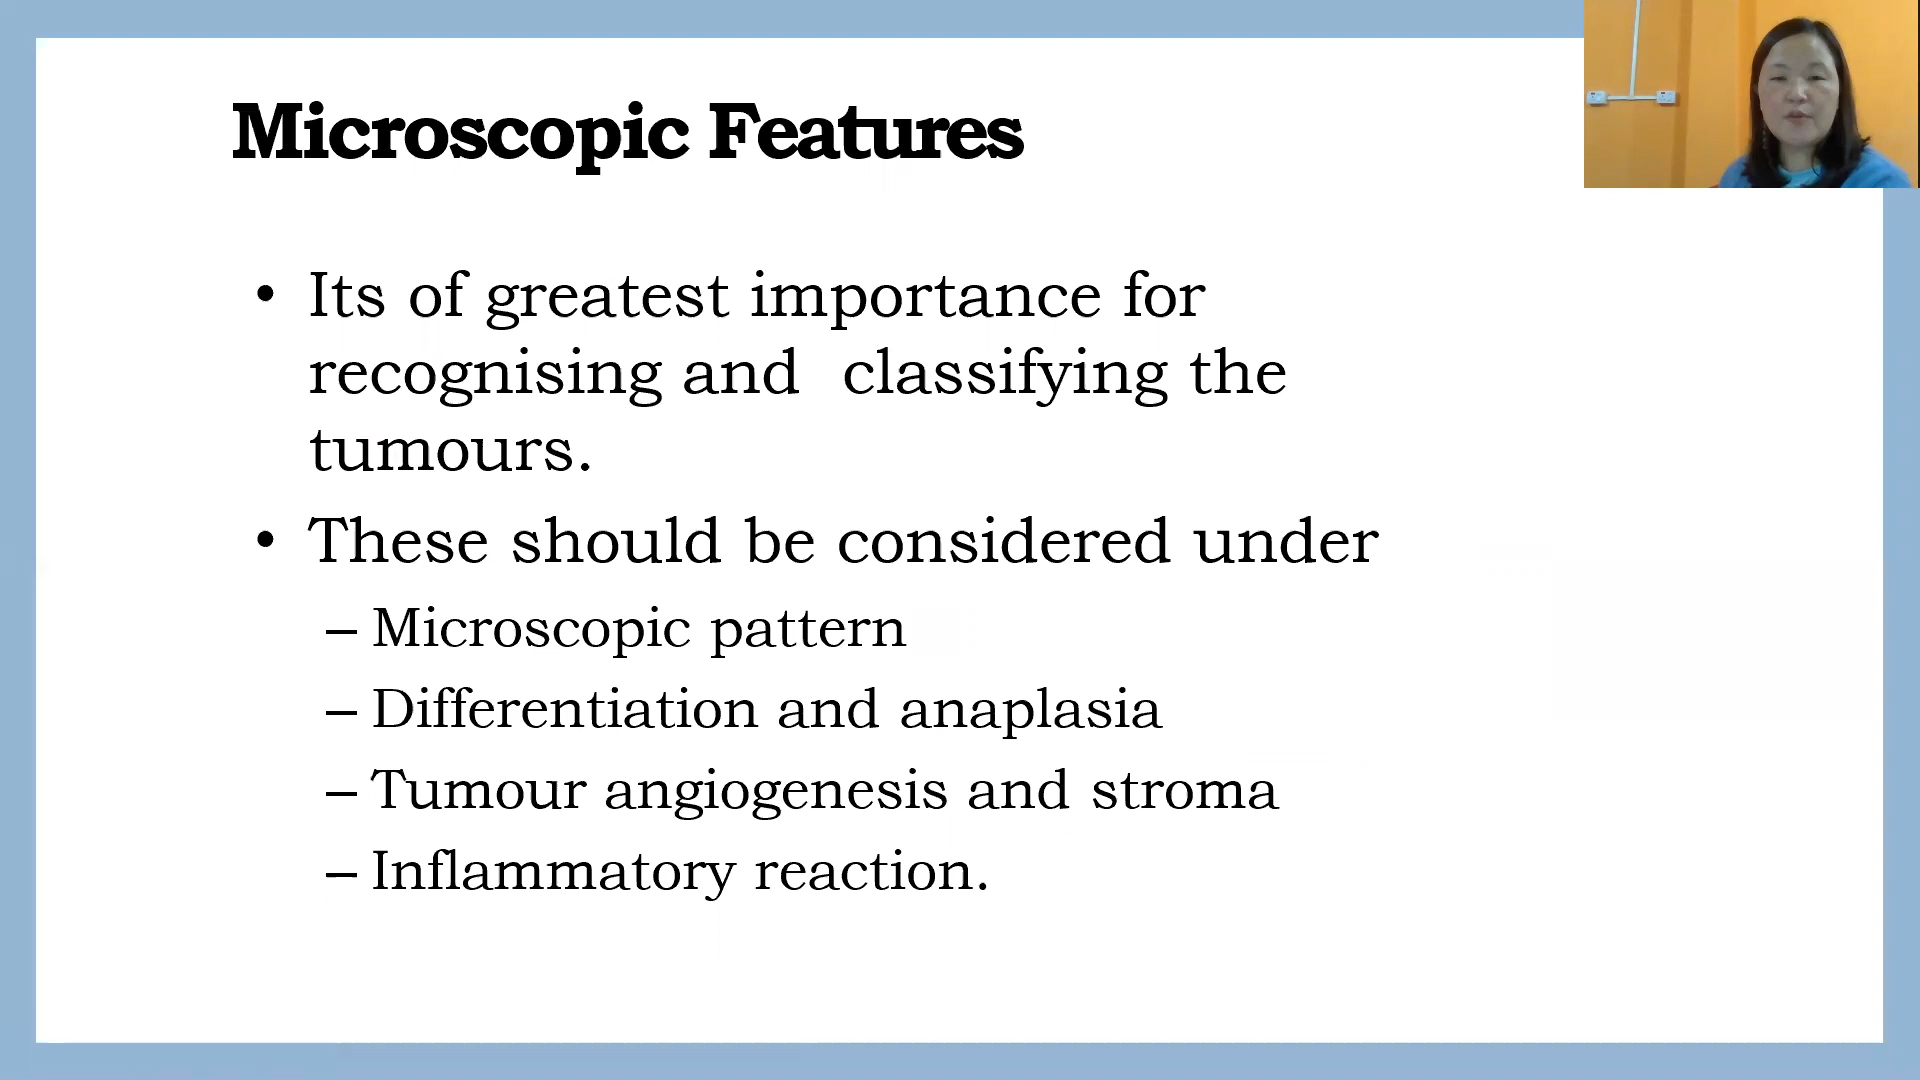 Microscopic Features
• Its of greatest importance for
recognising and classifying the
tumours.
• These should be considered under
– Microscopic pattern
– Differentiation and anaplasia
– Tumour angiogenesis and stroma
– Inflammatory reaction.